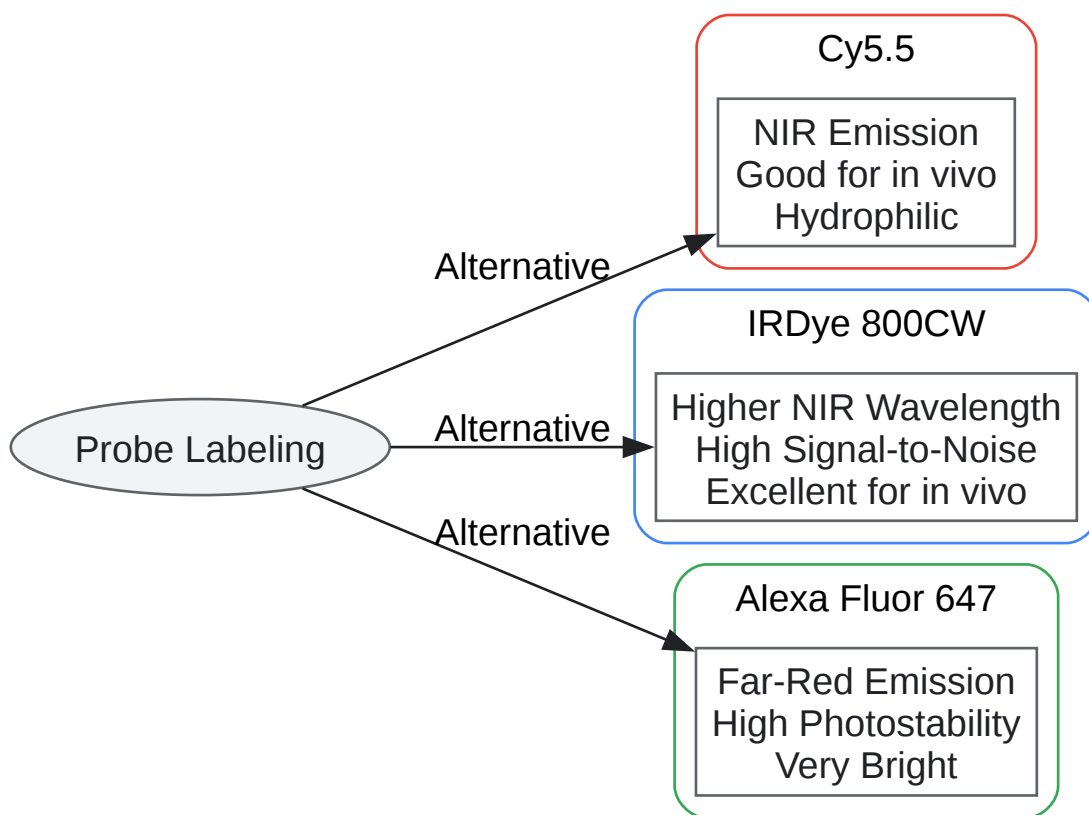 Cy5.5
NIR Emission
Good for in vivo
Hydrophilic
Alternative
IRDye 800CW
Higher NIR Wavelength
High Signal-to-Noise
Excellent for in vivo
Alternative
Probe Labeling
Alternative
Alexa Fluor 647
Far-Red Emission
High Photostability
Very Bright